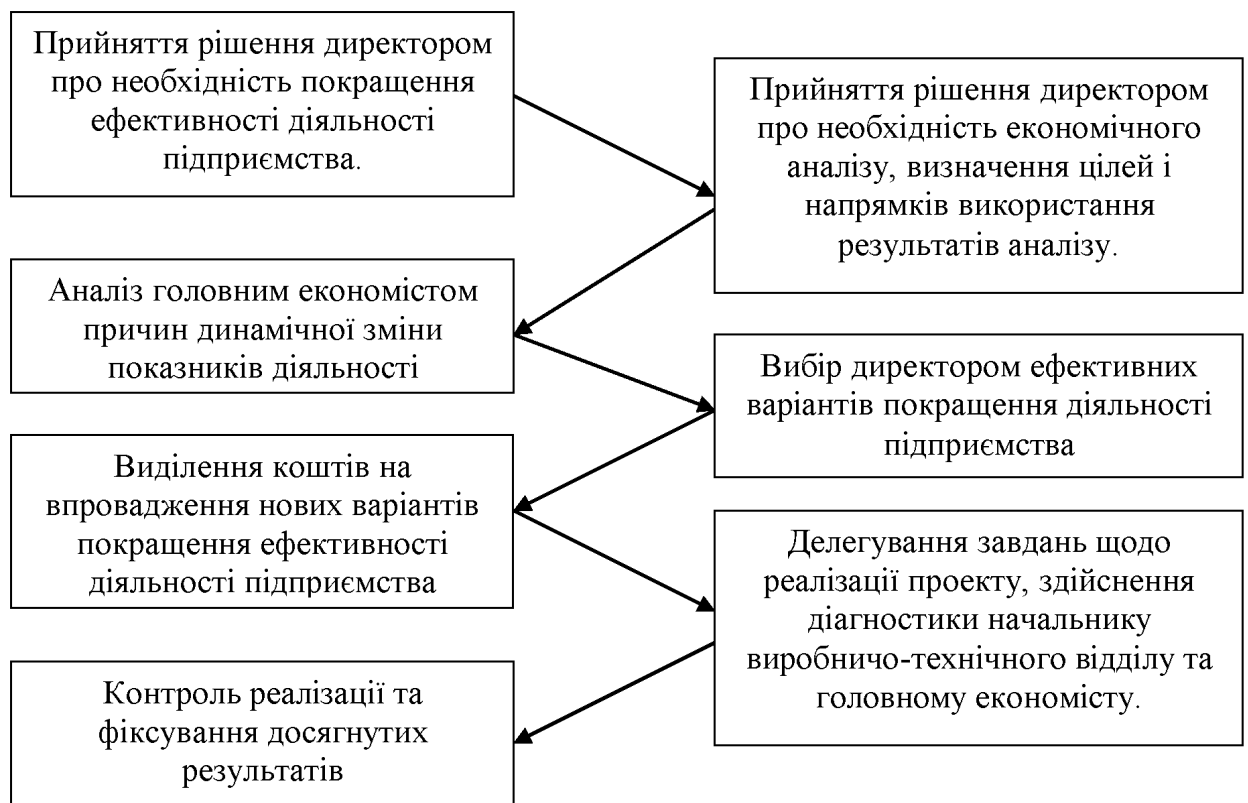 Прийняття рішення директором
про необхідність покращення
ефективності діяльності
підприємства.
Прийняття рішення директором
про необхідність економічного
аналізу, визначення цілей і
напрямків використання
результатів аналізу.
Аналіз головним економістом
причин динамічної зміни
показників діяльності
Вибір директором ефективних
варіантів покращення діяльності
підприємства
Виділення коштів на
впровадження нових варіантів
покращення ефективності
діяльності підприємства
Делегування завдань щодо
реалізації проекту, здійснення
діагностики начальнику
виробничо-технічного відділу та
головному економісту.
Контроль реалізації та
фіксування досягнутих
результатів